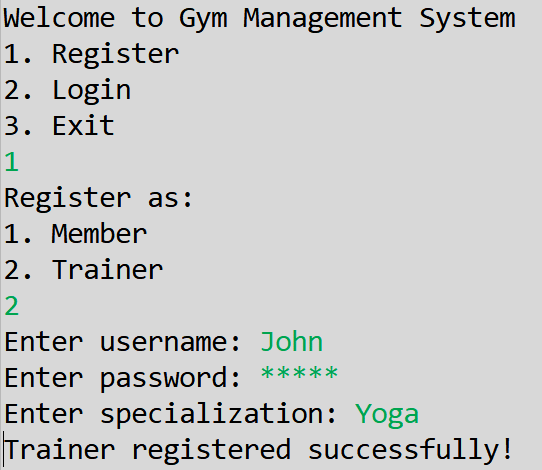 Welcome to Gym Management System
1. Register
2. Login
3. Exit
1
Register as:
1. Member
2. Trainer
2
Enter username: John
Enter password: *****
Enter specialization: Yoga
Trainer registered successfully!